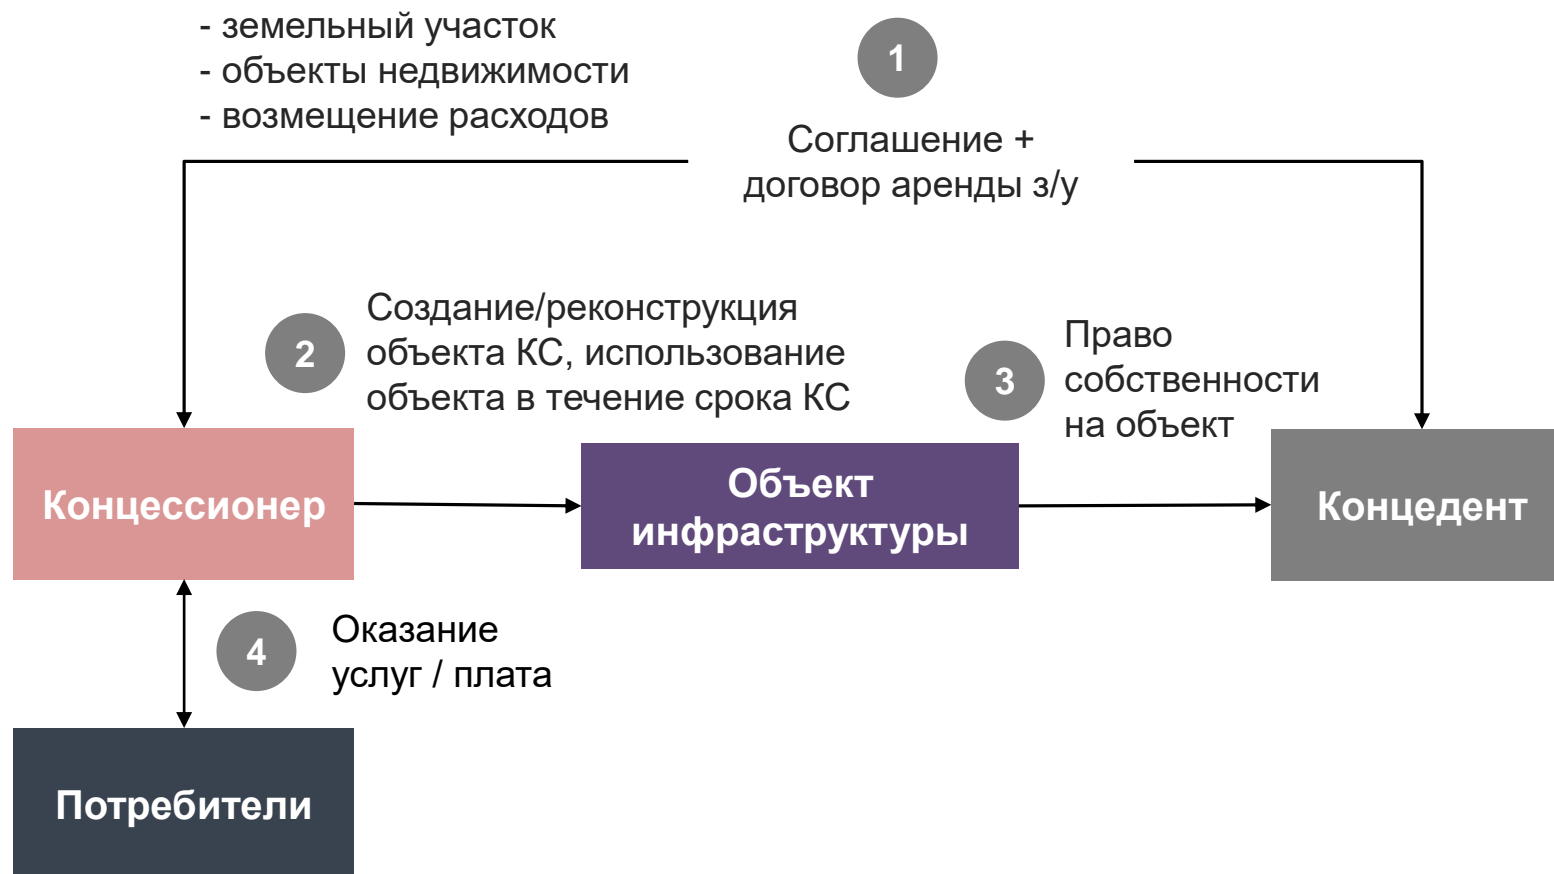 - земельный участок
- объекты недвижимости
- возмещение расходов
1
Соглашение +
договор аренды з/у
2
Создание/реконструкция
объекта КС, использование
объекта в течение срока КС
3
Право
собственности
на объект
Концессионер
Объект
инфраструктуры
Концедент
4
Оказание
услуг / плата
Потребители